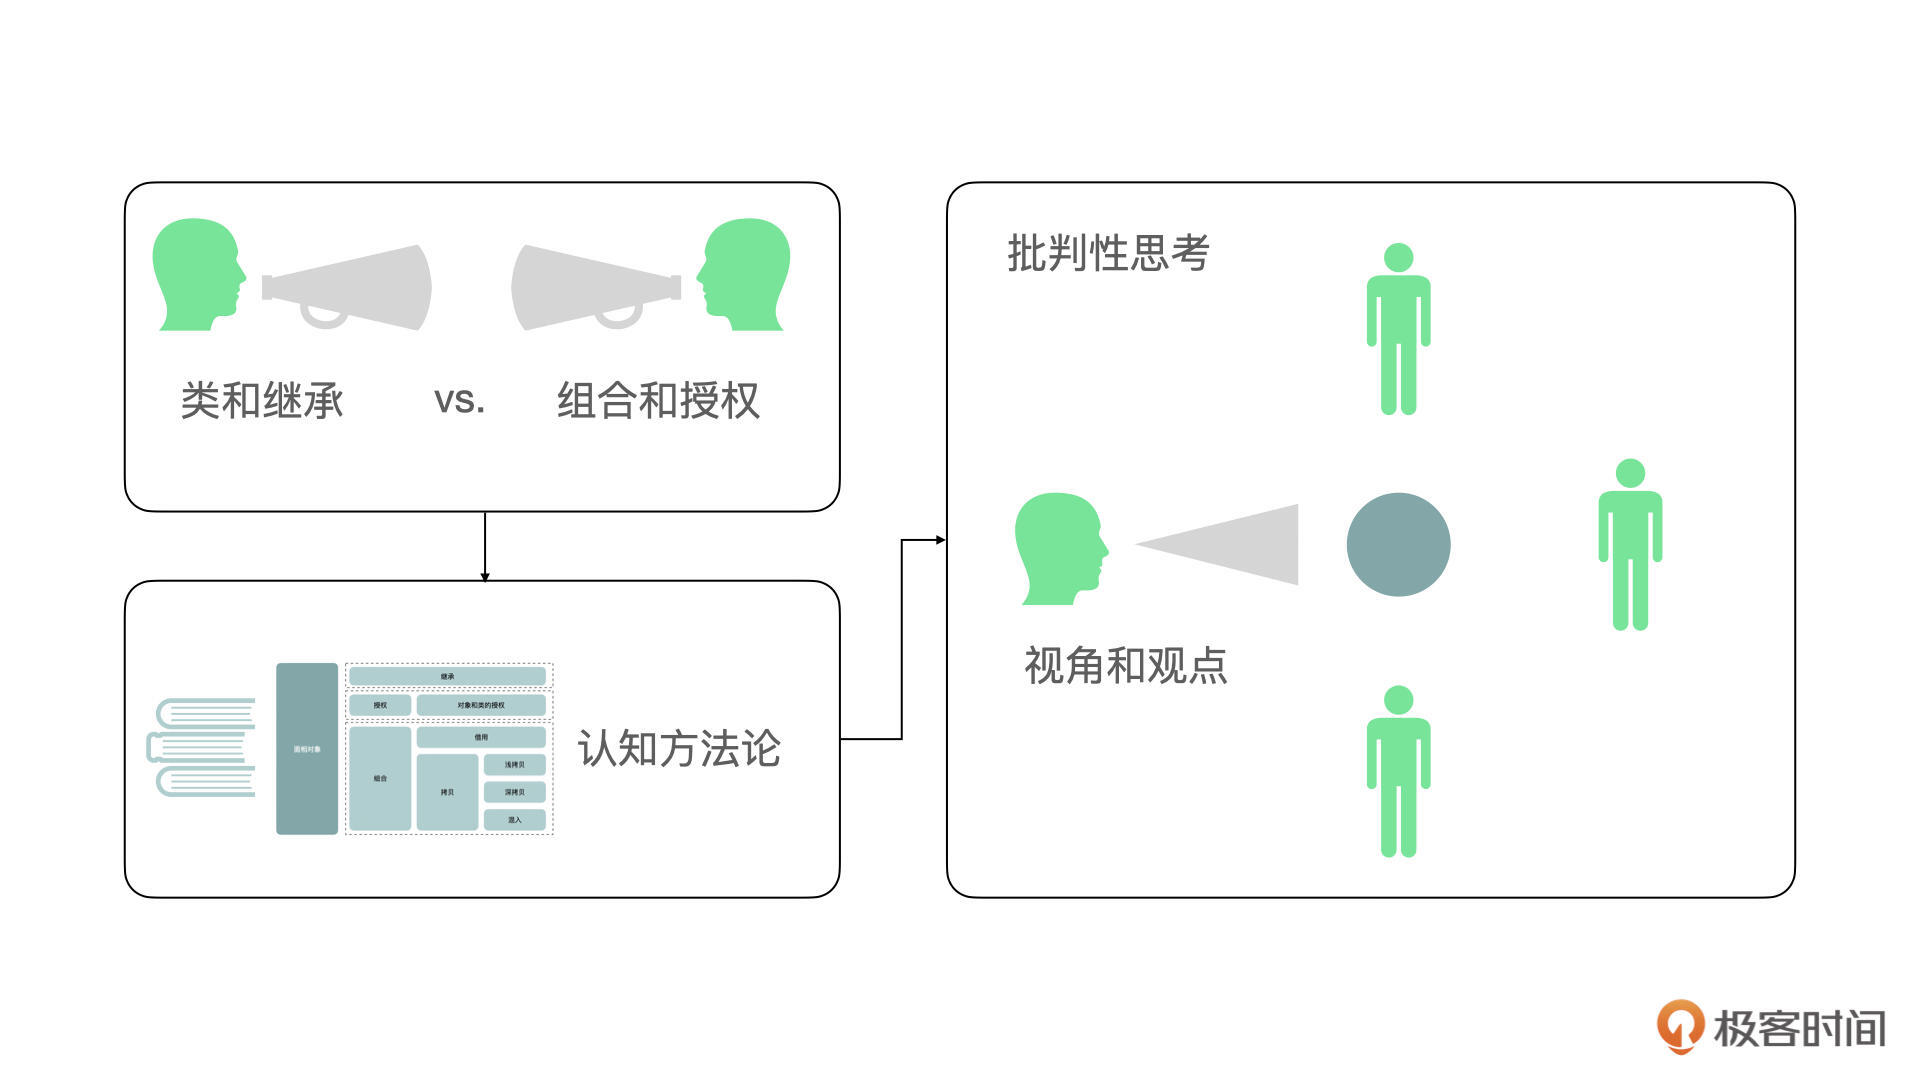 类和继承
vs.
组合和授权
继承
授权
对象和类的授权
面相对象
组合
借用
拷贝
浅拷贝
深拷贝
混入
认知方法论
批判性思考
视角和观点
极客时间